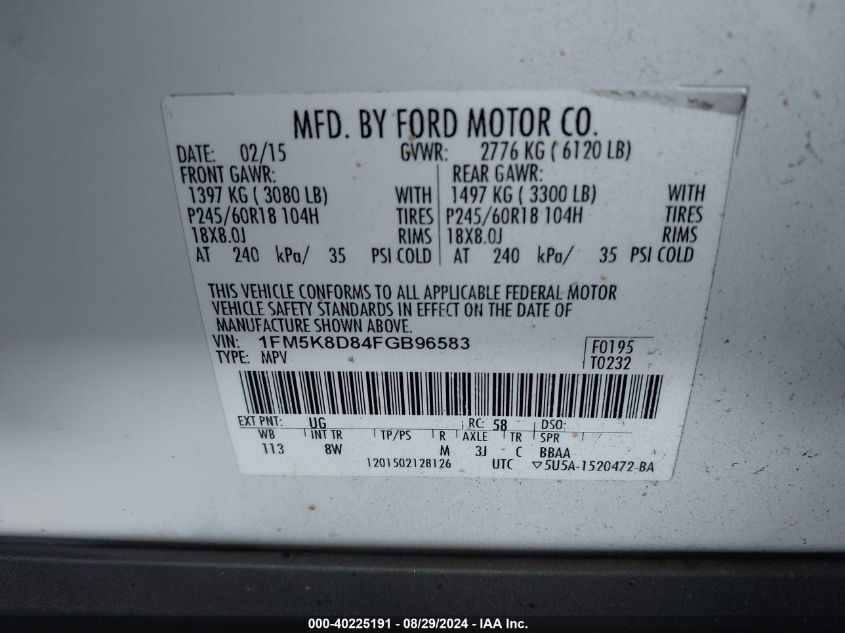 MFD. BY FORD MOTOR CO.
DATE: 02/15 GVWR: 2776 KG ( 6120 LB)
FRONT GAWR: REAR GAWR:
1397 KG ( 3080 LB) WITH 1497 KG ( 3300 LB) WITH
P245/60R18 104H TIRES P245/60R18 104H TIRES
18X8.0J RIMS 18X8.0J RIMS
AT 240 kPa/ 35 PSI COLD AT 240 kPa/ 35 PSI COLD
THIS VEHICLE CONFORMS TO ALL APPLICABLE FEDERAL MOTOR
VEHICLE SAFETY STANDARDS IN EFFECT ON THE DATE OF
MANUFACTURE SHOWN ABOVE.
VIN: 1FM5K8D84FGB96583 F0195
TYPE: MPV T0232
EXT PNT: UG RC: 58 DSO:
WB INT TR TP/PS R AXLE TR SPR
113 8W M 3J C BBAA
1201502128126 UTC ▽5U5A-1520472-BA
000-40225191 - 08/29/2024 - IAA Inc.